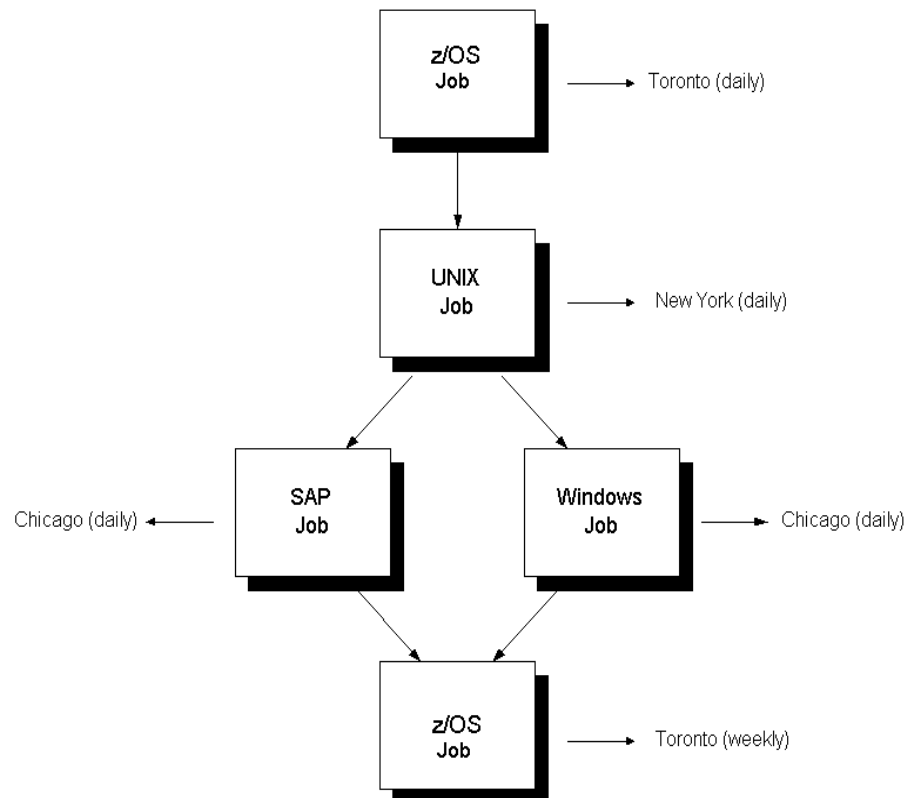 z/OS
Job
Toronto (daily)
UNIX
Job
New York (daily)
Chicago (daily)
SAP
Job
Windows
Job
Chicago (daily)
z/OS
Job
Toronto (weekly)